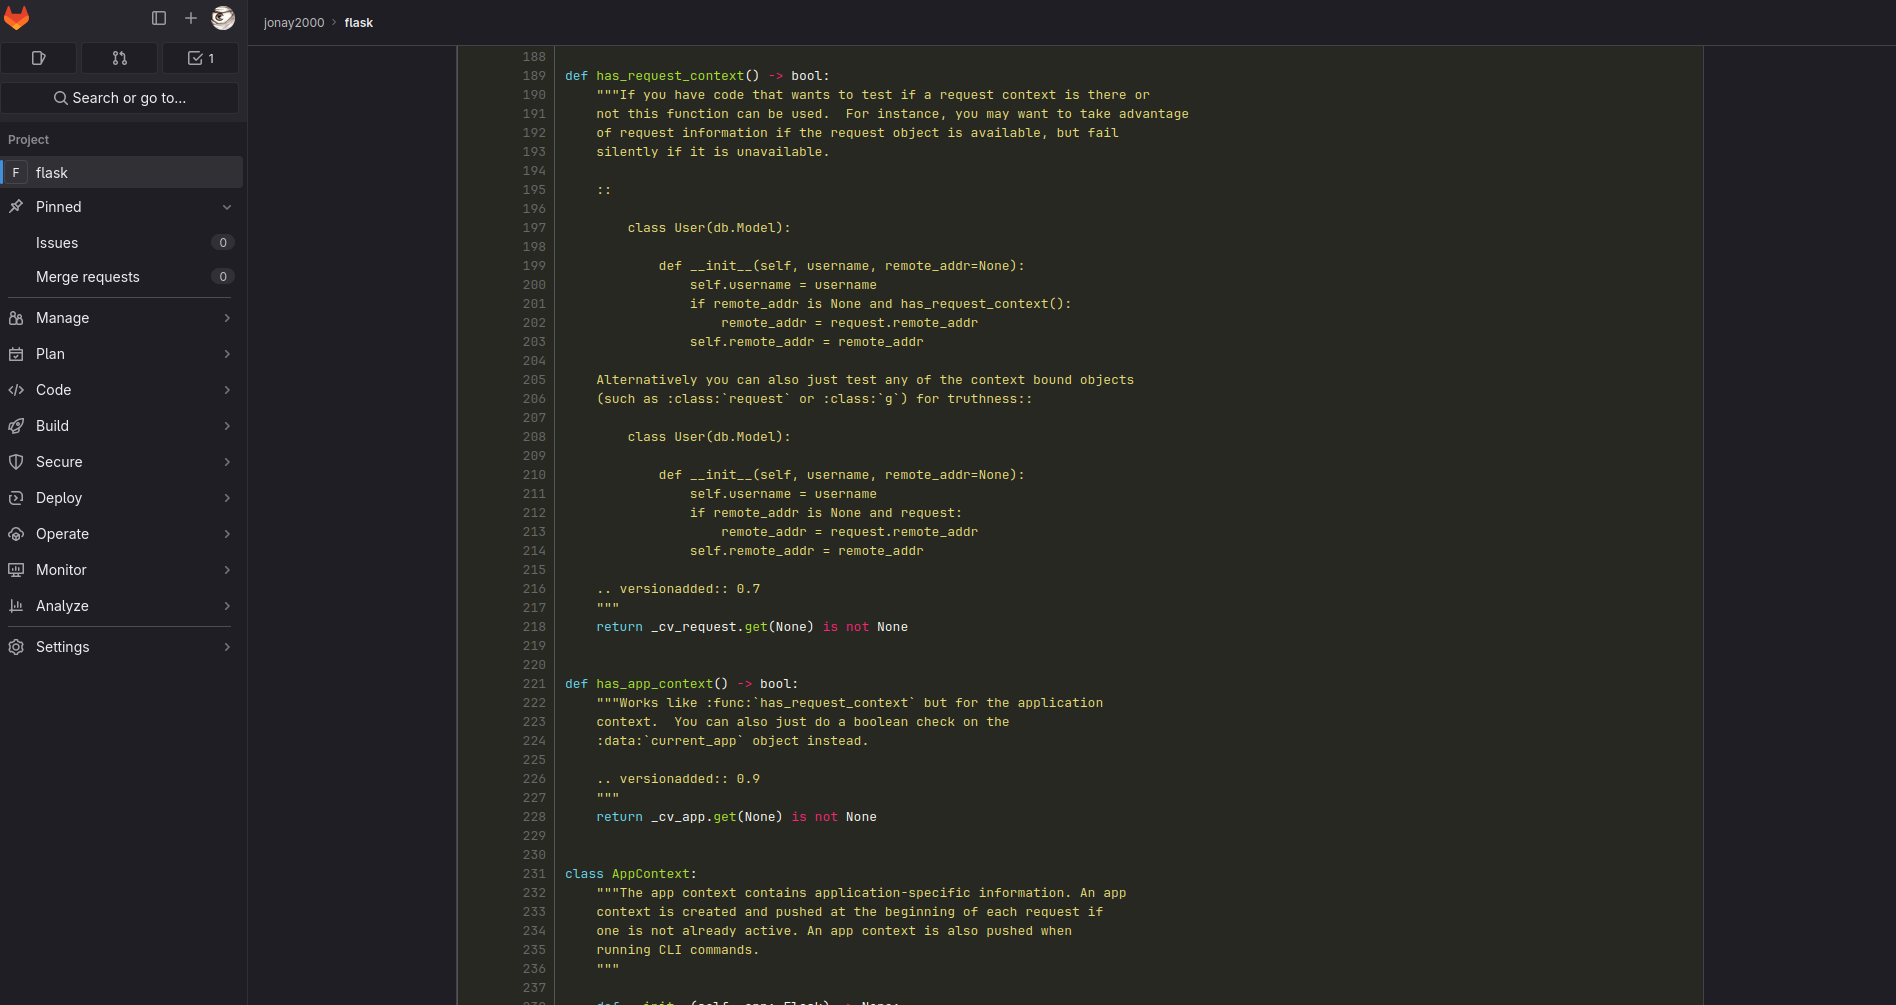 jonay2000 > flask
1
Search or go to...
Project
F flask
Pinned
Issues 0
Merge requests 0
Manage
Plan
Code
Build
Secure
Deploy
Operate
Monitor
Analyze
Settings
188
189 def has_request_context() -> bool:
190     """If you have code that wants to test if a request context is there or
191     not this function can be used.  For instance, you may want to take advantage
192     of request information if the request object is available, but fail
193     silently if it is unavailable.
194
195     ::
196
197         class User(db.Model):
198
199             def __init__(self, username, remote_addr=None):
200                 self.username = username
201                 if remote_addr is None and has_request_context():
202                     remote_addr = request.remote_addr
203                 self.remote_addr = remote_addr
204
205     Alternatively you can also just test any of the context bound objects
206     (such as :class:`request` or :class:`g`) for truthness::
207
208         class User(db.Model):
209
210             def __init__(self, username, remote_addr=None):
211                 self.username = username
212                 if remote_addr is None and request:
213                     remote_addr = request.remote_addr
214                 self.remote_addr = remote_addr
215
216     .. versionadded:: 0.7
217     """
218     return _cv_request.get(None) is not None
219
220
221 def has_app_context() -> bool:
222     """Works like :func:`has_request_context` but for the application
223     context.  You can also just do a boolean check on the
224     :data:`current_app` object instead.
225
226     .. versionadded:: 0.9
227     """
228     return _cv_app.get(None) is not None
229
230
231 class AppContext:
232     """The app context contains application-specific information. An app
233     context is created and pushed at the beginning of each request if
234     one is not already active. An app context is also pushed when
235     running CLI commands.
236     """
237
238     def __init__(self, app: Flask) -> None: